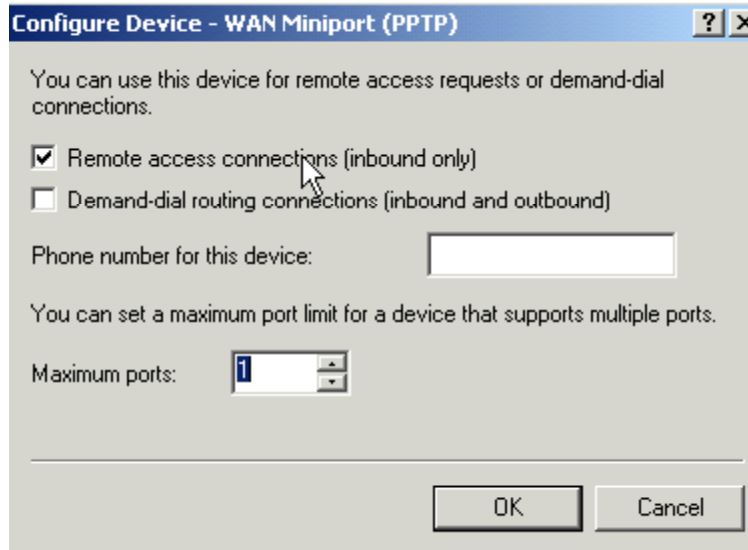 Configure Device - WAN Miniport (PPTP)
You can use this device for remote access requests or demand-dial
connections.
Remote access connections (inbound only)
Demand-dial routing connections (inbound and outbound)
Phone number for this device:
You can set a maximum port limit for a device that supports multiple ports.
Maximum ports: 1
OK Cancel